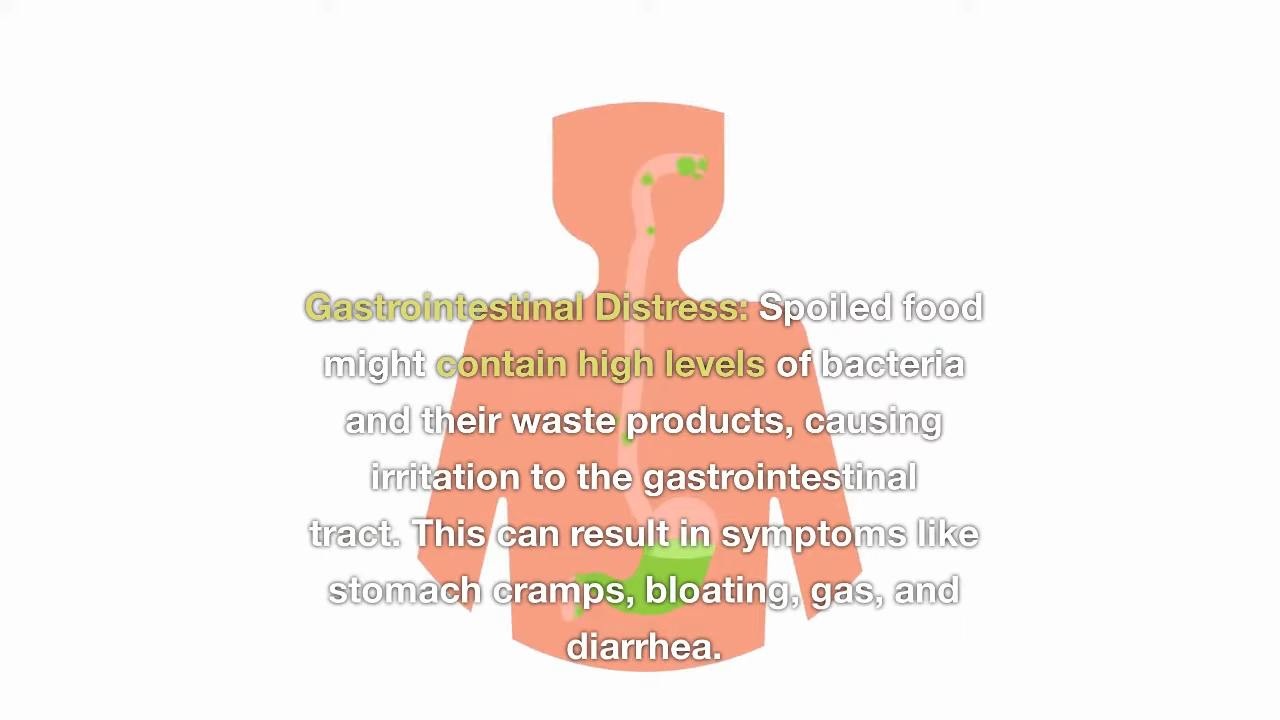 Gastrointestinal Distress: Spoiled food
might contain high levels of bacteria
and their waste products, causing
irritation to the gastrointestinal
tract. This can result in symptoms like
stomach cramps, bloating, gas, and
diarrhea.